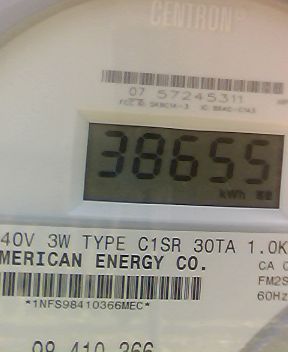 CENTRON®
07 57245311
38655
kWh
40V 3W TYPE C1SR 30TA 1.0K
MERICAN ENERGY CO.
CA 0
FM2S
*1NFS98410366MEC*
60Hz
98 410 366